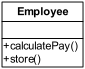 Employee
+calculatePay()
+store()